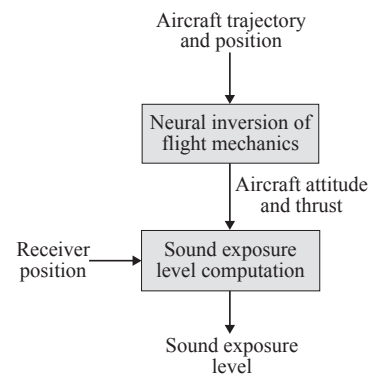 Aircraft trajectory
and position
Neural inversion of
flight mechanics
Aircraft attitude
and thrust
Receiver
position
Sound exposure
level computation
Sound exposure
level